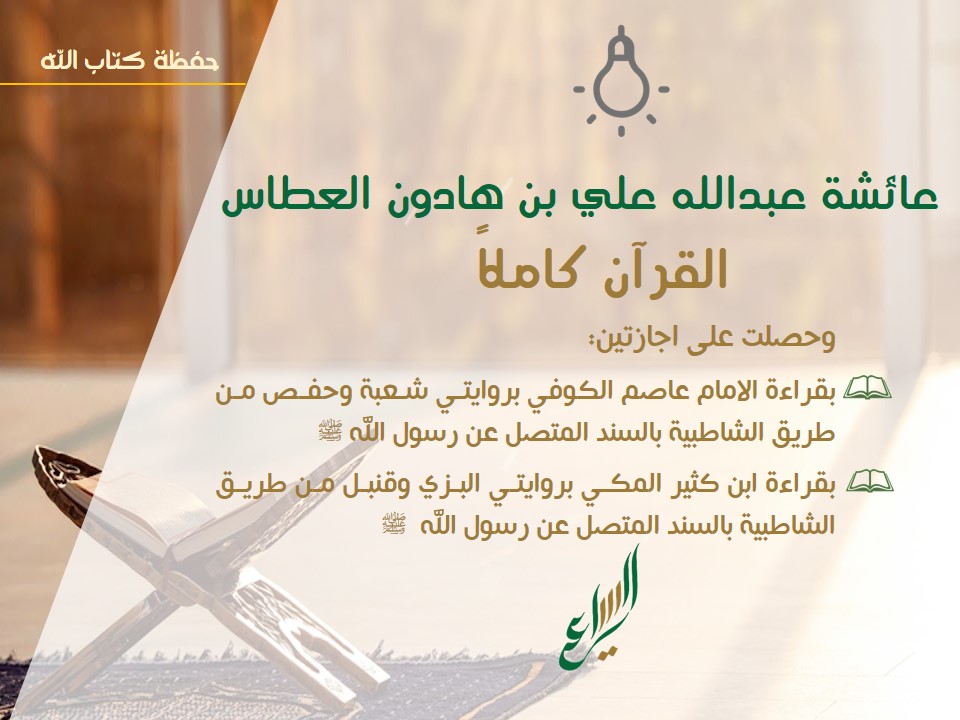 حفظة كتاب الله
عائشة عبدالله علي بن هادون العطاس
القرآن كاملاً
وحصلت على اجازتين:
بقراءة الامام عاصم الكوفي بروايتي شعبة وحفص من
طريق الشاطبية بالسند المتصل عن رسول الله ﷺ
بقراءة ابن كثير المكي بروايتي البزي وقنبل من طريق
الشاطبية بالسند المتصل عن رسول الله ﷺ